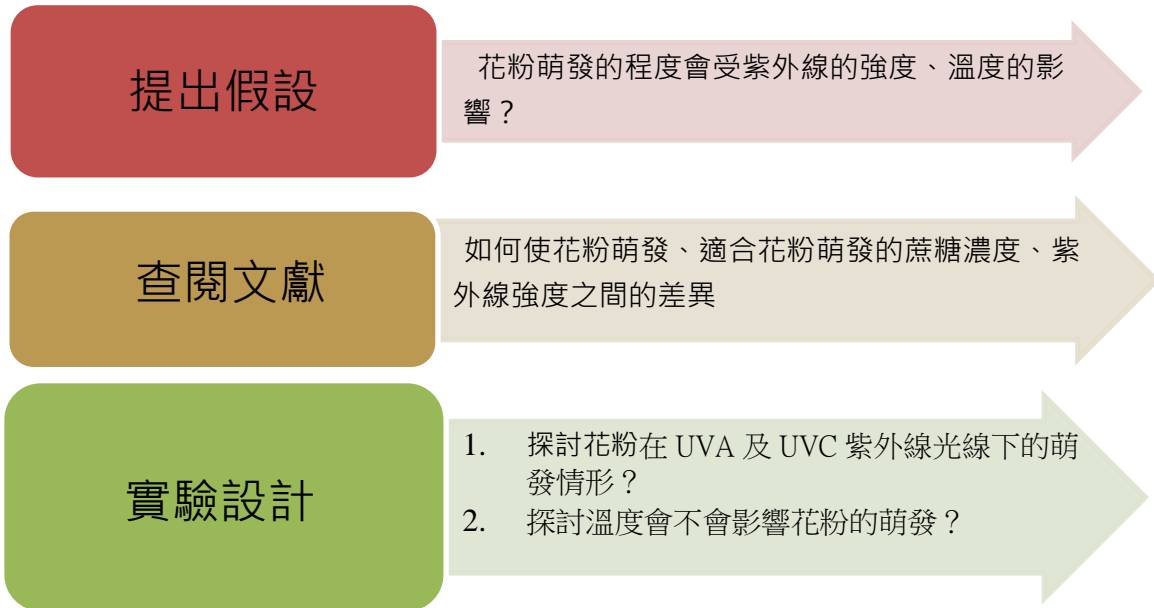 提出假設
花粉萌發的程度會受紫外線的強度、溫度的影
響？
查閱文獻
如何使花粉萌發、適合花粉萌發的蔗糖濃度、紫
外線強度之間的差異
實驗設計
1. 探討花粉在 UVA 及 UVC 紫外線光線下的萌
發情形？
2. 探討溫度會不會影響花粉的萌發？